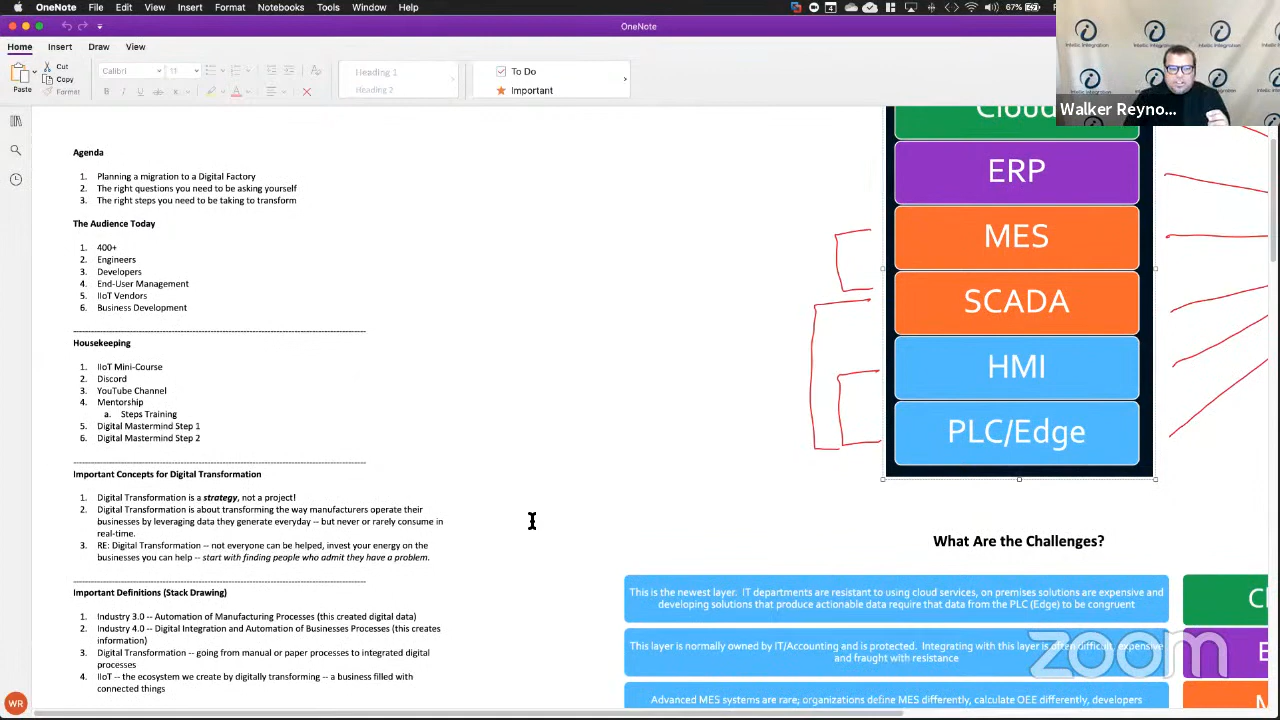 OneNote File Edit View Insert Format Notebooks Tools Window Help
67%
OneNote
Home Insert Draw View
Paste
Cut
Copy
Format
Calibri 11
B I U
Heading 1
Heading 2
To Do
Important
Intellic Integration
Walker Reyno...
Agenda
1. Planning a migration to a Digital Factory
2. The right questions you need to be asking yourself
3. The right steps you need to be taking to transform
The Audience Today
1. 400+
2. Engineers
3. Developers
4. End-User Management
5. IIoT Vendors
6. Business Development
Housekeeping
1. IIoT Mini-Course
2. Discord
3. YouTube Channel
4. Mentorship
a. Steps Training
5. Digital Mastermind Step 1
6. Digital Mastermind Step 2
Important Concepts for Digital Transformation
1. Digital Transformation is a strategy, not a project!
2. Digital Transformation is about transforming the way manufacturers operate their
businesses by leveraging data they generate everyday -- but never or rarely consume in
real-time.
3. RE: Digital Transformation -- not everyone can be helped, invest your energy on the
businesses you can help -- start with finding people who admit they have a problem.
Important Definitions (Stack Drawing)
1. Industry 3.0 -- Automation of Manufacturing Processes (this created digital data)
2. Industry 4.0 -- Digital Integration and Automation of Businesses Processes (this creates
information)
3. Digital Transformation -- going from manual or paper processes to integrated digital
processes
4. IIoT -- the ecosystem we create by digitally transforming -- a business filled with
connected things
WR
Cloud
ERP
MES
SCADA
HMI
PLC/Edge
What Are the Challenges?
This is the newest layer. IT departments are resistant to using cloud services, on premises solutions are expensive and
developing solutions that produce actionable data require that data from the PLC (Edge) to be congruent
This layer is normally owned by IT/Accounting and is protected. Integrating with this layer is often difficult, expensive
and fraught with resistance
Advanced MES systems are rare; organizations define MES differently, calculate OEE differently, developers
zoom